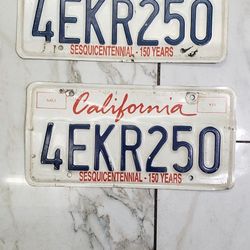 4EKR250
SESQUICENTENNIAL - 150 YEARS
California
4EKR250
SESQUICENTENNIAL - 150 YEARS